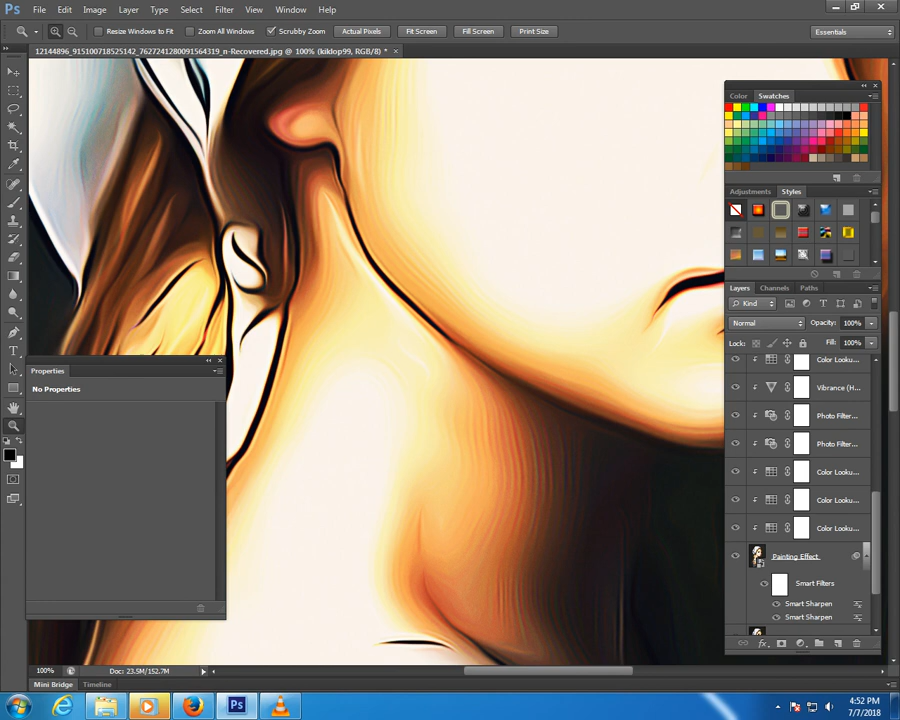 Ps File Edit Image Layer Type Select Filter View Window Help
Resize Windows to Fit Zoom All Windows Scrubby Zoom Actual Pixels Fit Screen Fill Screen Print Size Essentials
12144896_915100718525142_7627241280091564319_n-Recovered.jpg @ 100% (kildop99, RGB/8) *
Color Swatches
Adjustments Styles
Layers Channels Paths
Kind
Normal Opacity: 100%
Lock: Fill: 100%
Color Looku...
Vibrance (H...
Photo Filter...
Photo Filter...
Color Looku...
Color Looku...
Color Looku...
Painting Effect
Smart Filters
Smart Sharpen
Smart Sharpen
Properties
No Properties
100% Doc: 23.5M/152.7M
Mini Bridge Timeline
Ps
4:52 PM
7/7/2018